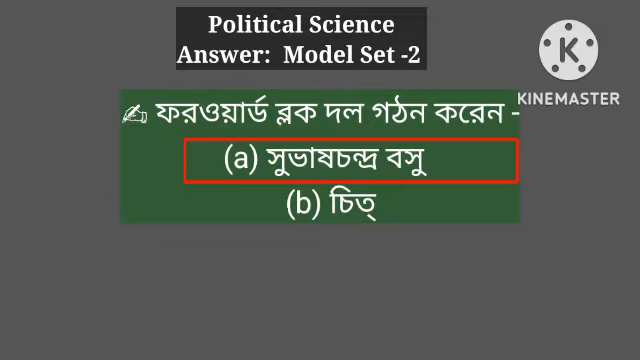 Political Science
Answer: Model Set -2
KINEMASTER
✍ ফরওয়ার্ড ব্লক দল গঠন করেন -
(a) সুভাষচন্দ্র বসু
(b) চিত্